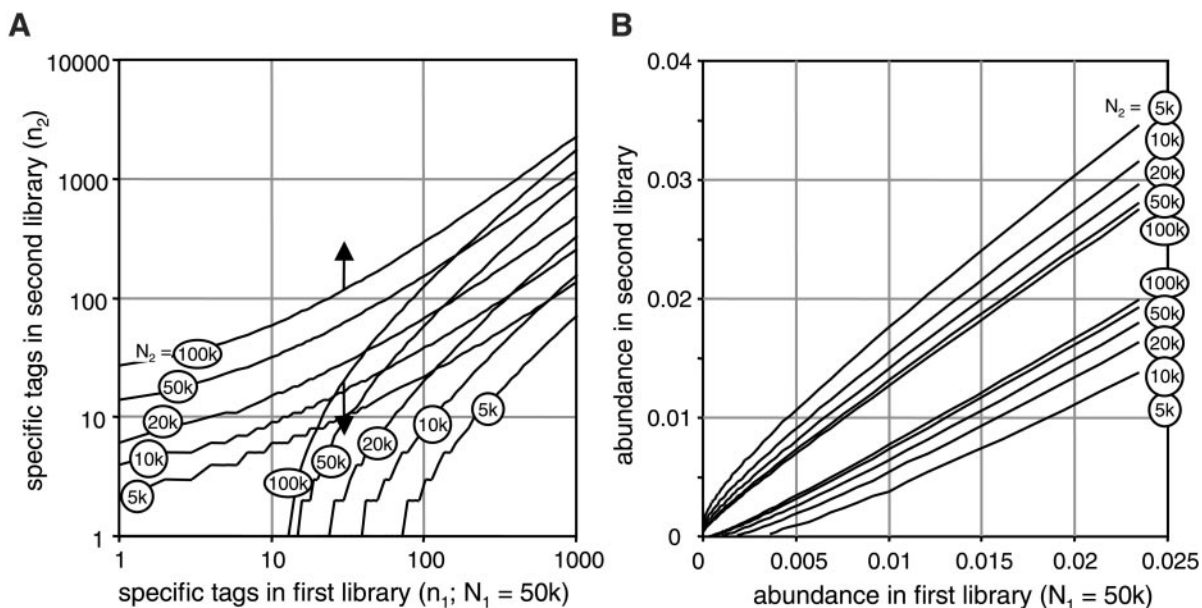 A
B
10000
1000
100
10
1
specific tags in second library (n₂)
N₂ = 100k
50k
20k
10k
5k
100k
50k
20k
10k
5k
1
10
100
1000
specific tags in first library (n₁; N₁ = 50k)
0.04
0.03
0.02
0.01
0
abundance in second library
N₂ = 5k
10k
20k
50k
100k
100k
50k
20k
10k
5k
0
0.005
0.01
0.015
0.02
0.025
abundance in first library (N₁ = 50k)